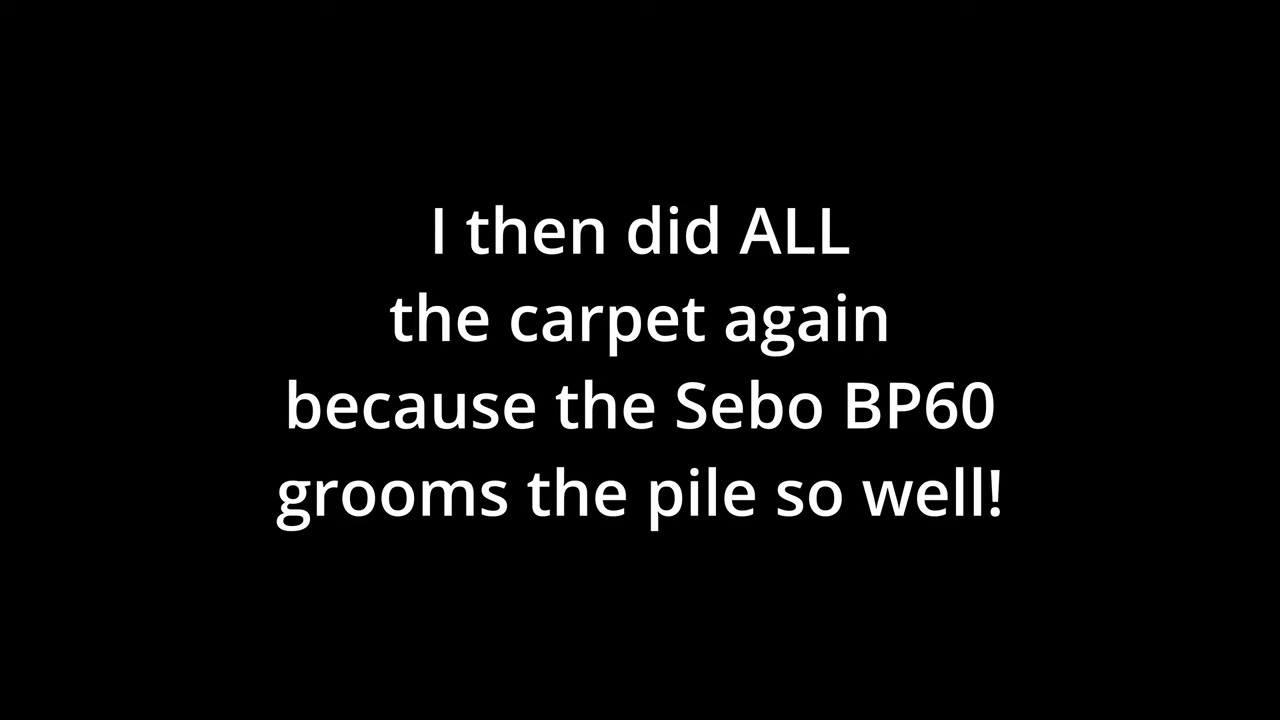 I then did ALL
the carpet again
because the Sebo BP60
grooms the pile so well!